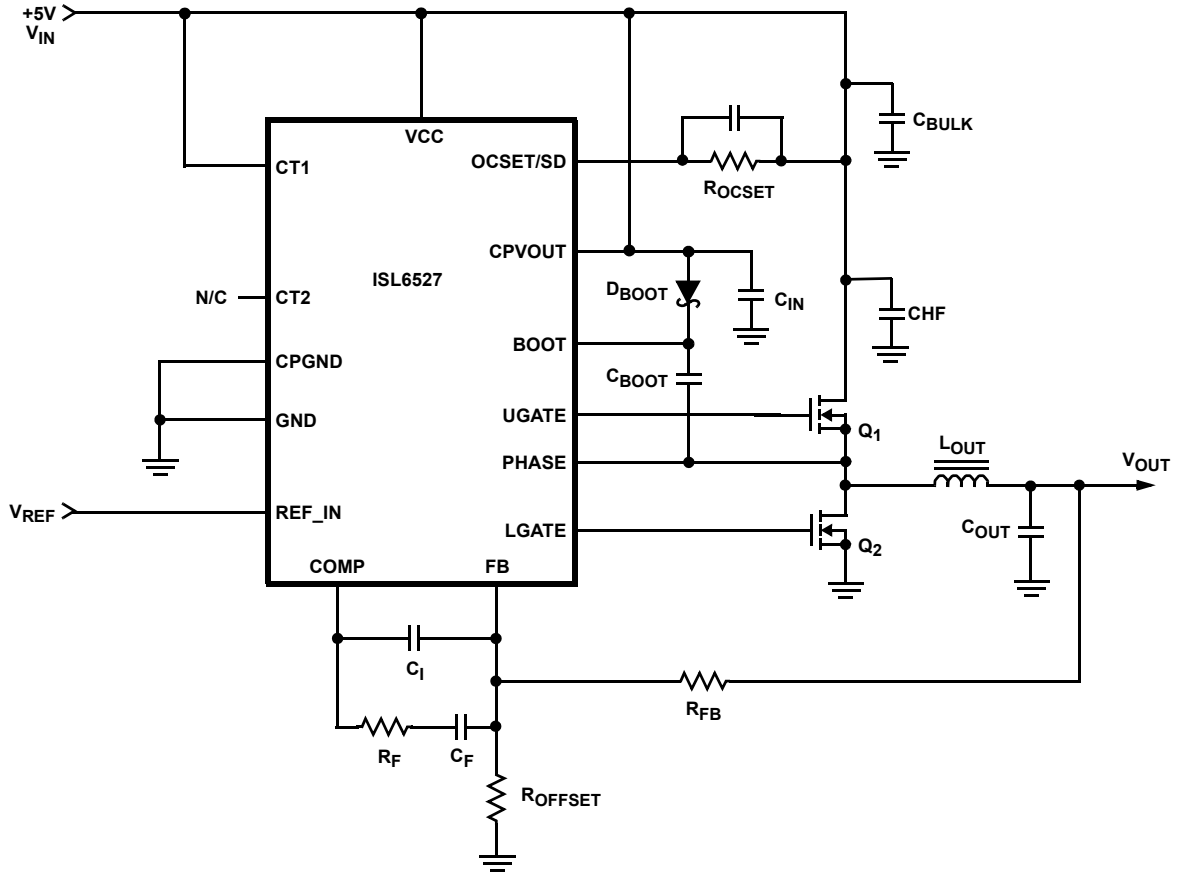 +5V
VIN
VCC
CBULK
CT1
OCSET/SD
ROCSET
CPVOUT
ISL6527
DBOOT
CIN
N/C
CT2
CHF
BOOT
CPGND
CBOOT
UGATE
GND
Q1
LOUT
PHASE
VOUT
VREF
REF_IN
LGATE
COUT
Q2
COMP
FB
CI
RFB
RF
CF
ROFFSET